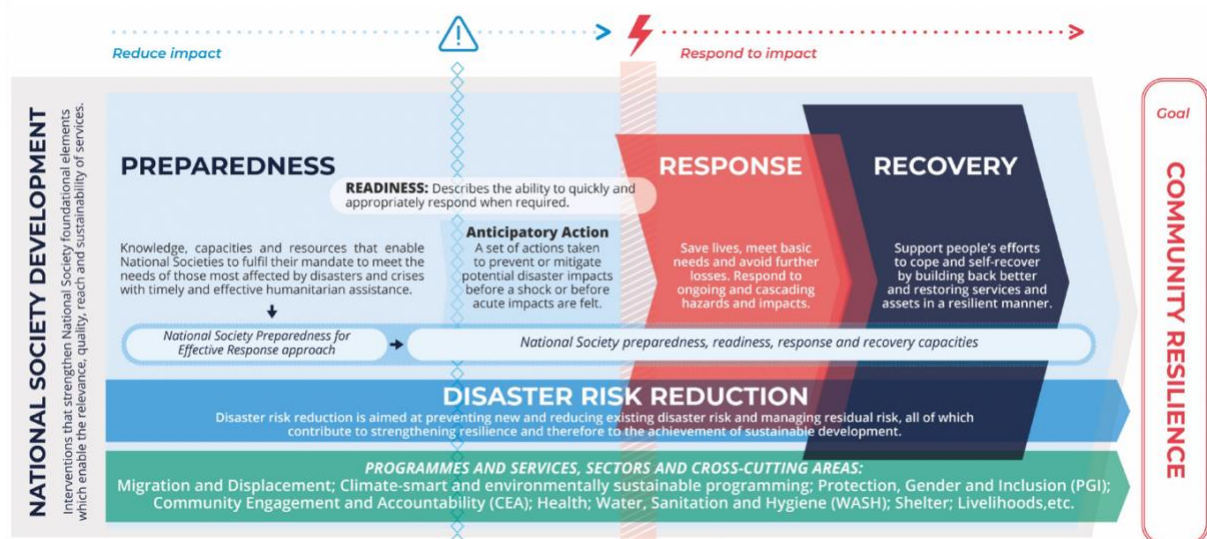 Reduce impact
Respond to impact
NATIONAL SOCIETY DEVELOPMENT
Interventions that strengthen National Society foundational elements
which enable the relevance, quality, reach and sustainability of services.
PREPAREDNESS
READINESS: Describes the ability to quickly and
appropriately respond when required.
Knowledge, capacities and resources that enable
National Societies to fulfil their mandate to meet the
needs of those most affected by disasters and crises
with timely and effective humanitarian assistance.
Anticipatory Action
A set of actions taken
to prevent or mitigate
potential disaster impacts
before a shock or before
acute impacts are felt.
RESPONSE
Save lives, meet basic
needs and avoid further
losses. Respond to
ongoing and cascading
hazards and impacts.
RECOVERY
Support people's efforts
to cope and self-recover
by building back better
and restoring services and
assets in a resilient manner.
National Society Preparedness for
Effective Response approach
National Society preparedness, readiness, response and recovery capacities
DISASTER RISK REDUCTION
Disaster risk reduction is aimed at preventing new and reducing existing disaster risk and managing residual risk, all of which
contribute to strengthening resilience and therefore to the achievement of sustainable development.
PROGRAMMES AND SERVICES, SECTORS AND CROSS-CUTTING AREAS:
Migration and Displacement; Climate-smart and environmentally sustainable programming; Protection, Gender and Inclusion (PGI);
Community Engagement and Accountability (CEA); Health; Water, Sanitation and Hygiene (WASH); Shelter; Livelihoods,etc.
Goal
COMMUNITY RESILIENCE